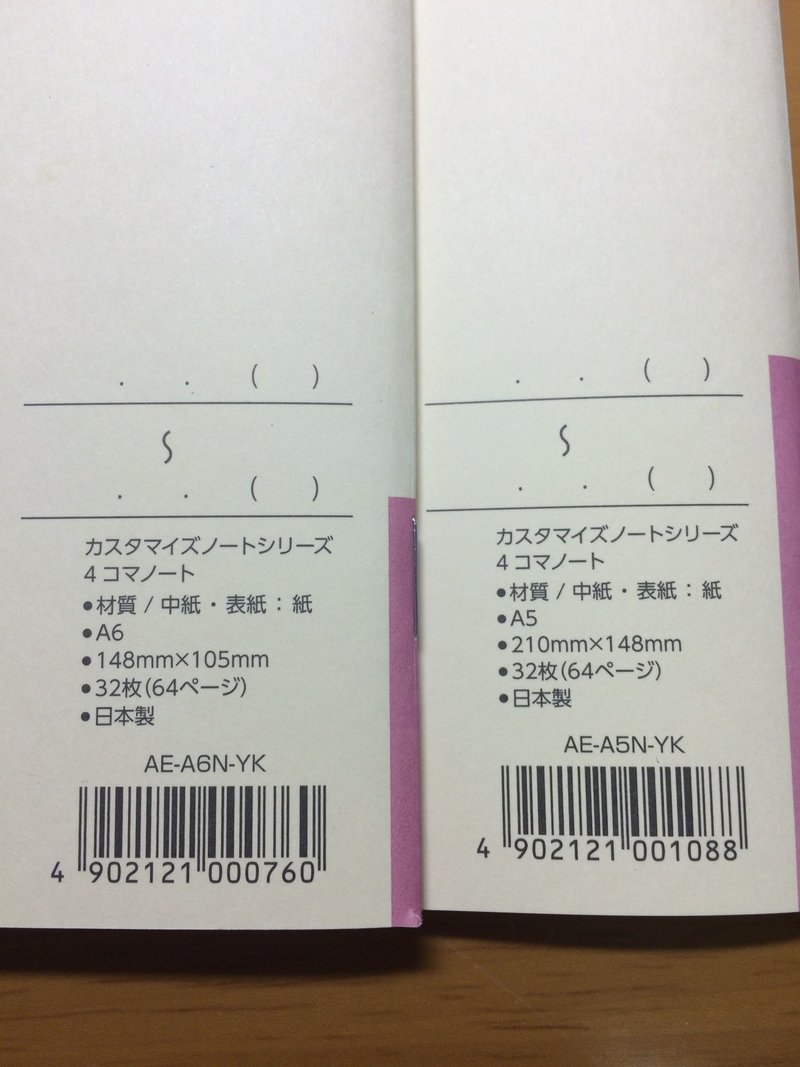 . . ( )
〜
. . ( )
カスタマイズノートシリーズ
4コマノート
●材質 / 中紙・表紙：紙
●A6
●148mm×105mm
●32枚(64ページ)
●日本製
AE-A6N-YK
4 902121 000760
. . ( )
〜
. . ( )
カスタマイズノートシリーズ
4コマノート
●材質 / 中紙・表紙：紙
●A5
●210mm×148mm
●32枚(64ページ)
●日本製
AE-A5N-YK
4 902121 001088